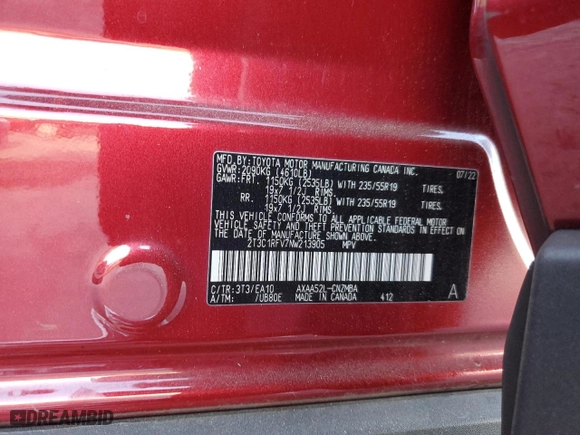 MFD.BY:TOYOTA MOTOR MANUFACTURING CANADA INC.
GVWR:2090KG (4610LB) 07/22
GAWR:FRT. 1150KG (2535LB) WITH 235/55R19 TIRES,
19x7 1/2J RIMS.
RR. 1150KG (2535LB) WITH 235/55R19 TIRES,
19x7 1/2J RIMS.
THIS VEHICLE CONFORMS TO ALL APPLICABLE FEDERAL MOTOR
VEHICLE SAFETY AND THEFT PREVENTION STANDARDS IN
EFFECT ON THE DATE OF MANUFACTURE SHOWN ABOVE.
2T3C1RFV7NW213905 MPV
C/TR:3T3/EA10 AXAA52L-CNZMBA
A/TM: /UB80E MADE IN CANADA 412 A
DREAMBID